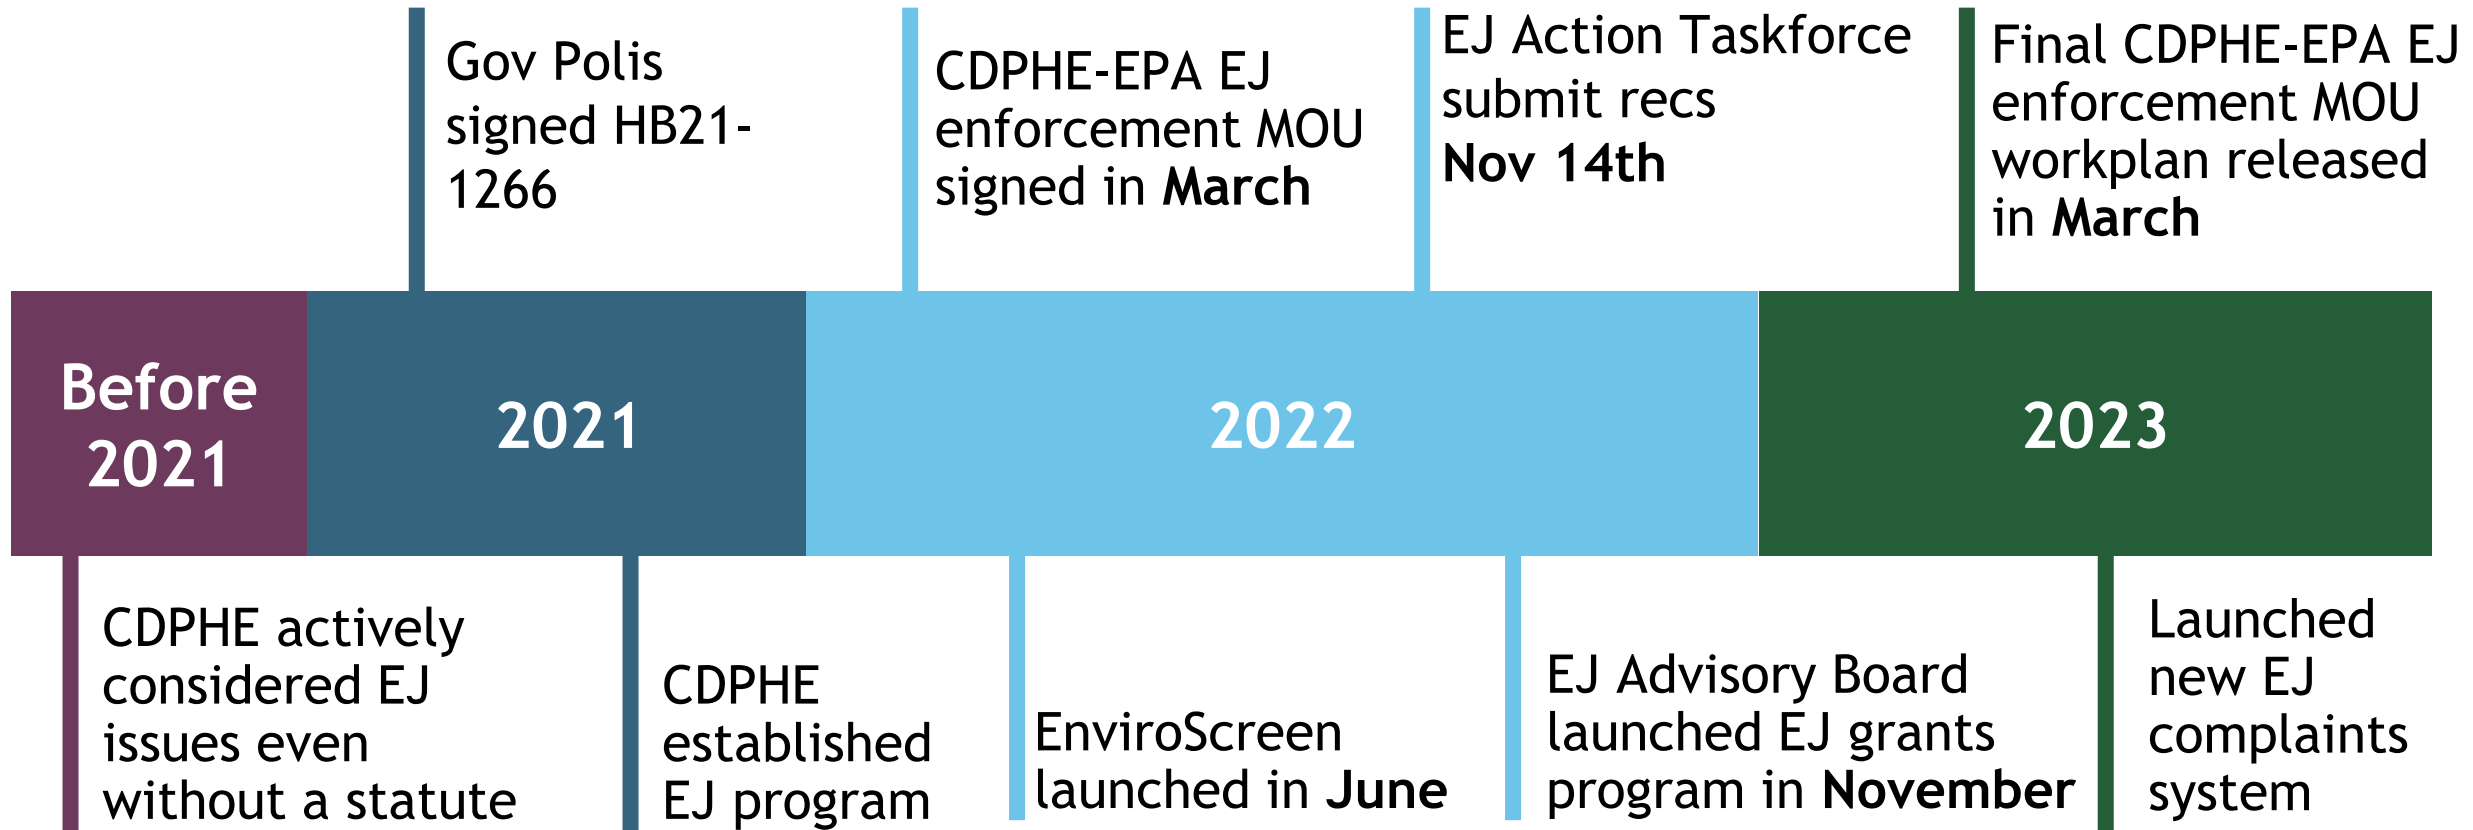 Gov Polis
signed HB21-
1266
CDPHE-EPA EJ
enforcement MOU
signed in March
EJ Action Taskforce
submit recs
Nov 14th
Final CDPHE-EPA EJ
enforcement MOU
workplan released
in March
Before
2021
2021
2022
2023
CDPHE actively
considered EJ
issues even
without a statute
CDPHE
established
EJ program
EnviroScreen
launched in June
EJ Advisory Board
launched EJ grants
program in November
Launched
new EJ
complaints
system